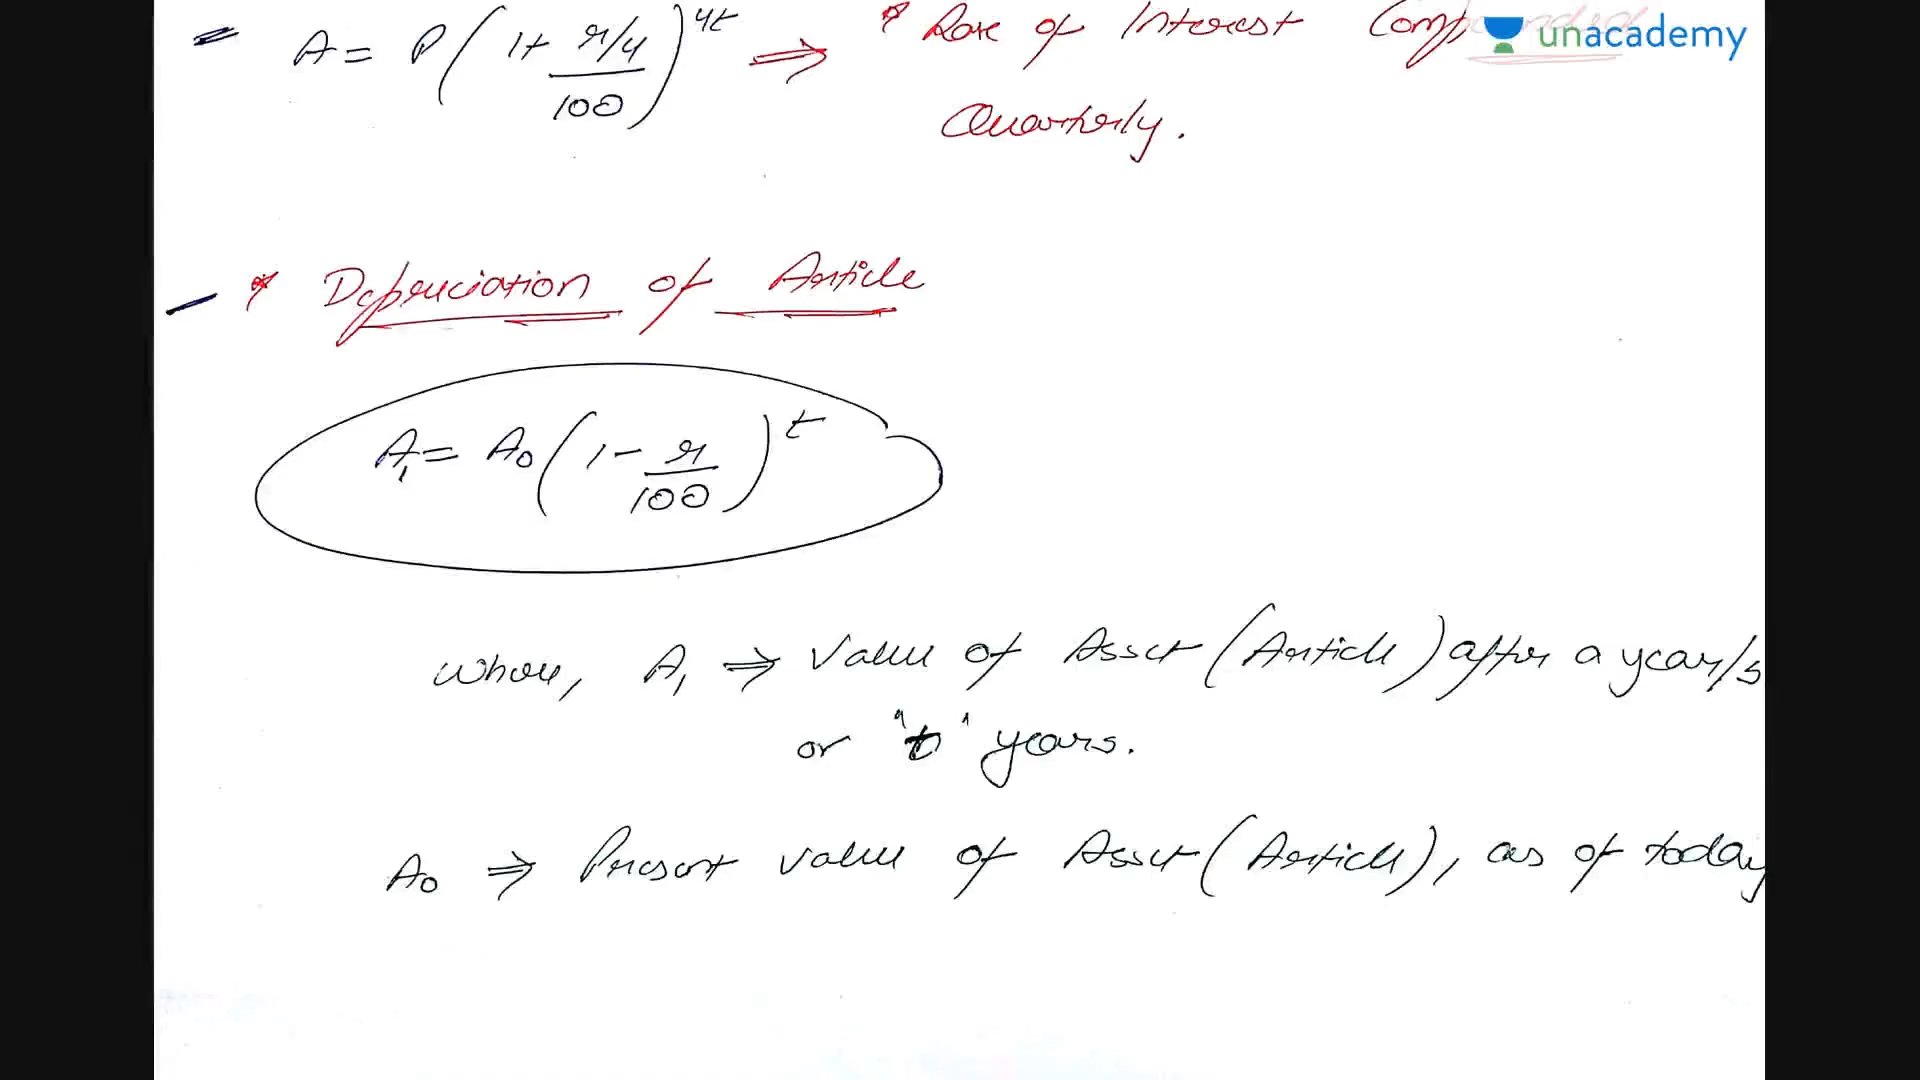 A = P(1 + r/4 / 100)^4t ⇒ * Rate of Interest Compounded
unacademy
Quarterly.
* Depreciation of Article
A₁ = A₀(1 - r/100)^t
where, A₁ ⇒ Value of Asset (Article) after a year/s
or "t" years.
A₀ ⇒ Present value of Asset (Article), as of today